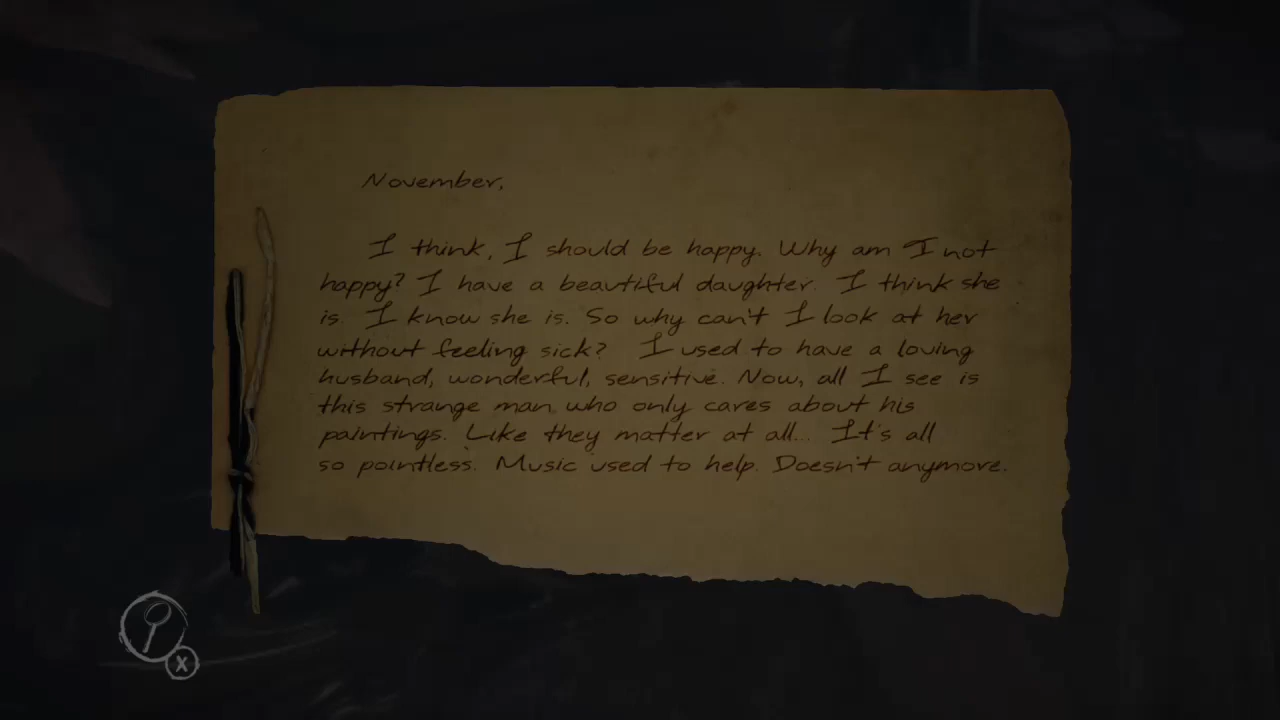 November,
I think, I should be happy. Why am I not
happy? I have a beautiful daughter. I think she
is. I know she is. So why can't I look at her
without feeling sick? I used to have a loving
husband, wonderful, sensitive. Now, all I see is
this strange man who only cares about his
paintings. Like they matter at all... It's all
so pointless. Music used to help. Doesn't anymore.
X